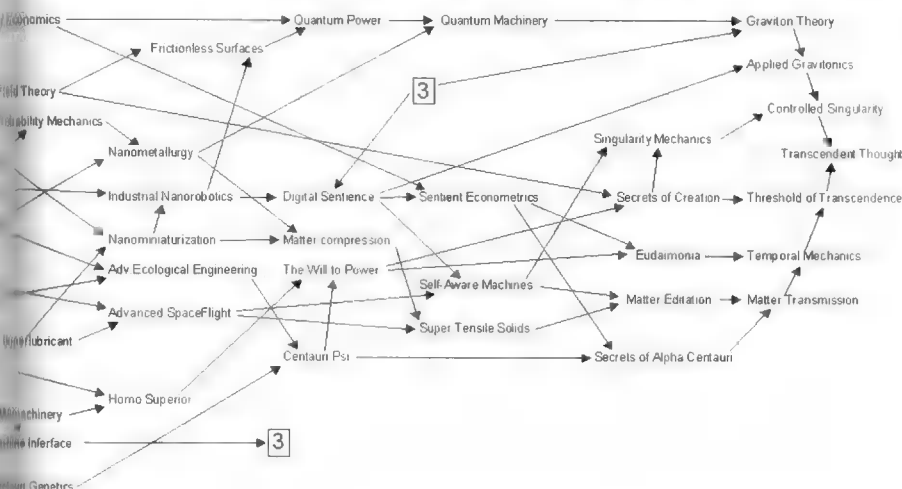 Economics
Quantum Power
Quantum Machinery
Graviton Theory
Frictionless Surfaces
Applied Gravitonics
Theory
3
Controlled Singularity
Mechanics
Singularity Mechanics
Nanometallurgy
Transcendent Thought
Industrial Nanorobotics
Digital Sentience
Sentient Econometrics
Secrets of Creation
Threshold of Transcendence
Nanominiaturization
Matter compression
Eudaimonia
Temporal Mechanics
Adv Ecological Engineering
The Will to Power
Self-Aware Machines
Matter Editation
Matter Transmission
Advanced SpaceFlight
Super Tensile Solids
Centauri Psi
Secrets of Alpha Centauri
Homo Superior
3
Genetics